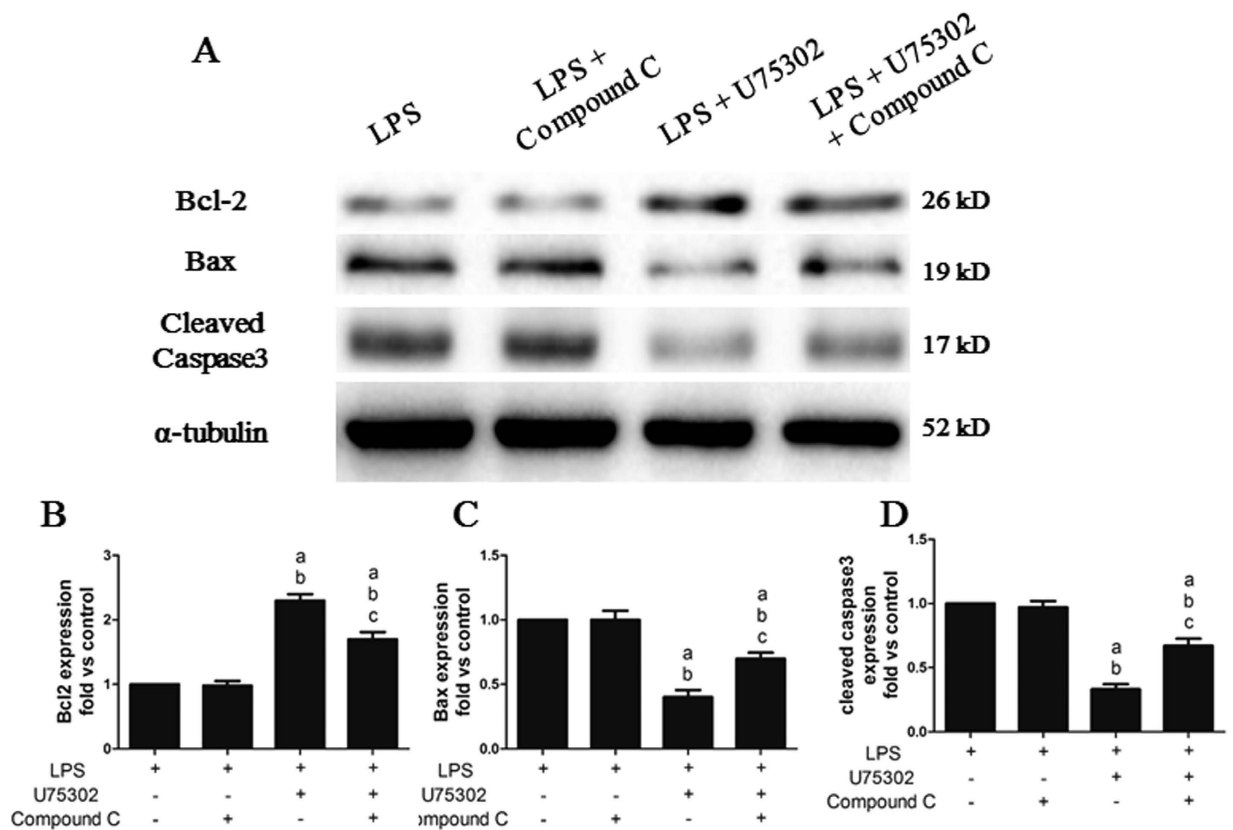 A
LPS
LPS +
Compound C
LPS + U75302
LPS + U75302
+ Compound C
Bcl-2
26 kD
Bax
19 kD
Cleaved
Caspase3
17 kD
α-tubulin
52 kD
B
Bcl2 expression
fold vs control
3
2
1
0
a
b
a
b
c
LPS + + + +
U75302 - - + +
Compound C - + - +
C
Bax expression
fold vs control
1.5
1.0
0.5
0.0
a
b
a
b
c
LPS + + + +
U75302 - - + +
ompound C - + - +
D
cleaved caspase3
expression
fold vs control
1.5
1.0
0.5
0.0
a
b
a
b
c
LPS + + + +
U75302 - - + +
Compound C - + - +